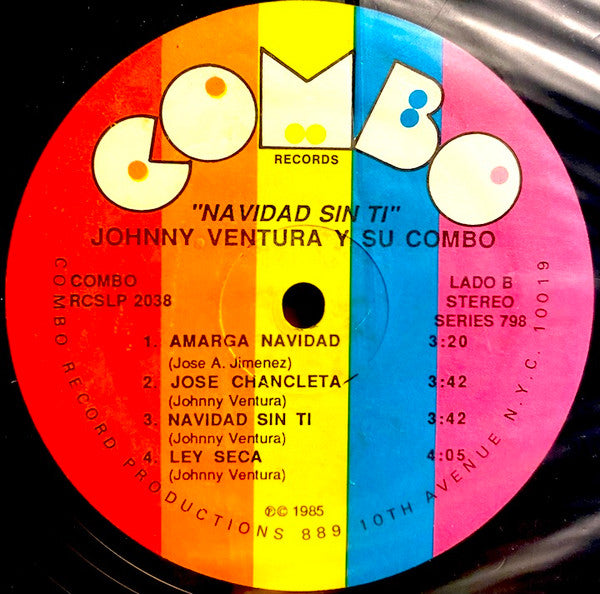 COMBO
RECORDS
"NAVIDAD SIN TI"
JOHNNY VENTURA Y SU COMBO
COMBO
RCSLP 2038
LADO B
STEREO
SERIES 798
1. AMARGA NAVIDAD 3:20
(Jose A. Jimenez)
2. JOSE CHANCLETA 3:42
(Johnny Ventura)
3. NAVIDAD SIN TI 3:42
(Johnny Ventura)
4. LEY SECA 4:05
(Johnny Ventura)
℗© 1985
COMBO RECORD PRODUCTIONS 889 10TH AVENUE N.Y.C. 10019